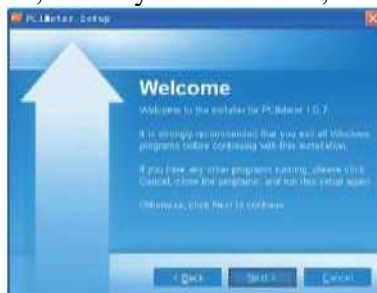 PCIMeter Setup
Welcome
Welcome to the installer for PCIMeter 1.0.7
It is strongly recommended that you exit all Windows
programs before continuing with this installation.
If you have any other programs running, please click
Cancel, close the programs, and run this setup again.
Otherwise, click Next to continue.
< Back
Next >
Cancel